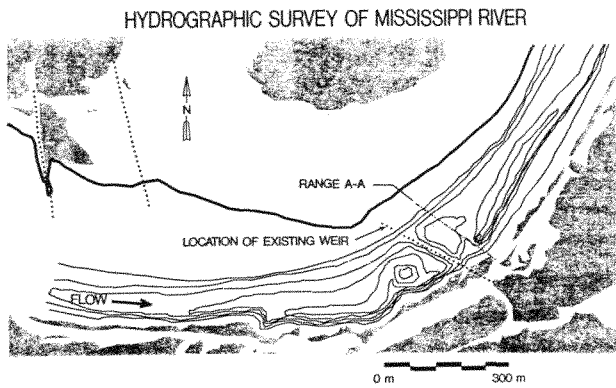 HYDROGRAPHIC SURVEY OF MISSISSIPPI RIVER
N
RANGE A-A
LOCATION OF EXISTING WEIR
FLOW
0 m 300 m